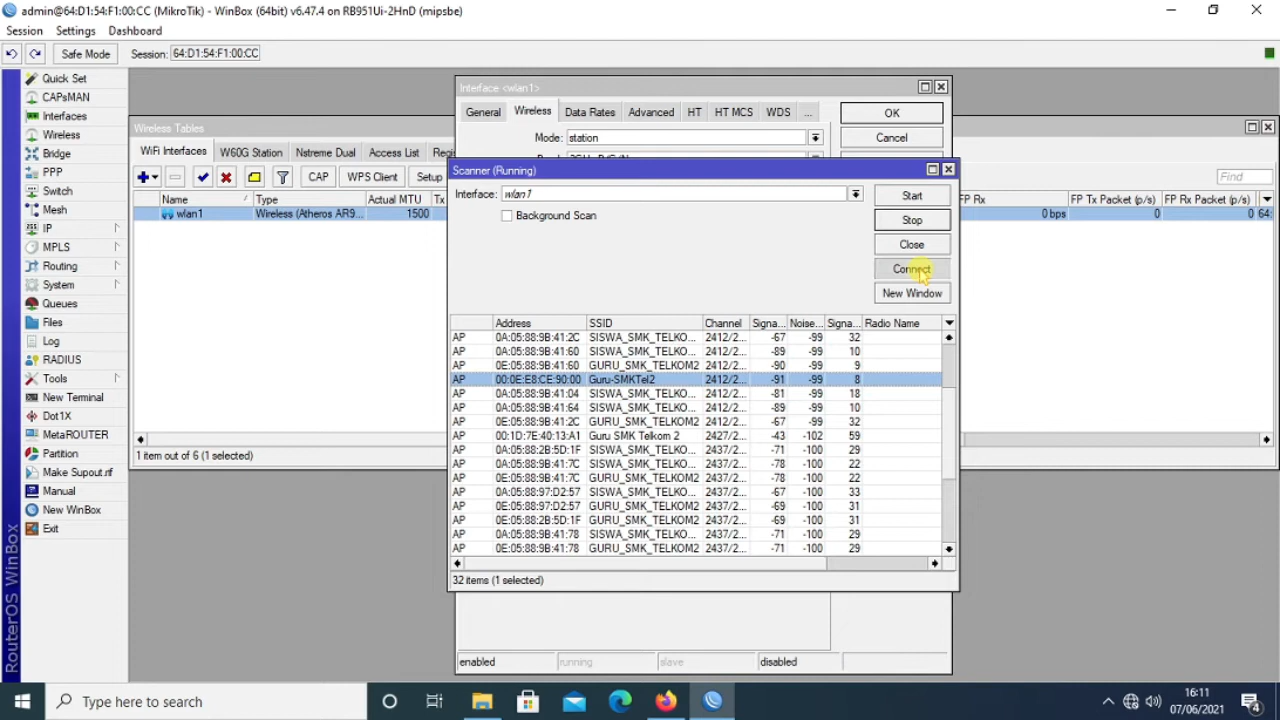 admin@64:D1:54:F1:00:CC (MikroTik) - WinBox (64bit) v6.47.4 on RB951Ui-2HnD (mipsbe)
Session Settings Dashboard
Safe Mode Session: 64:D1:54:F1:00:CC
Quick Set
CAPsMAN
Interfaces
Wireless
Bridge
PPP
Switch
Mesh
IP
MPLS
Routing
System
Queues
Files
Log
RADIUS
Tools
New Terminal
Dot1X
MetaROUTER
Partition
Make Supout.rif
Manual
New WinBox
Exit
RouterOS WinBox
Wireless Tables
WiFi Interfaces W60G Station Nstreme Dual Access List
CAP WPS Client Setup Find
Name Type Actual MTU Tx FP Rx FP Tx Packet (p/s) FP Rx Packet (p/s)
wlan1 Wireless (Atheros AR9... 1500 0 bps 0 0 64:
1 item out of 6 (1 selected)
Interface <wlan1>
General Wireless Data Rates Advanced HT HT MCS WDS ...
OK
Mode: station
Cancel
Scanner (Running)
Interface: wlan1
Background Scan
Start
Stop
Close
Connect
New Window
Address SSID Channel Signa... Noise... Signa... Radio Name
AP 0A:05:88:9B:41:2C SISWA_SMK_TELKO... 2412/2... -67 -99 32
AP 0A:05:88:9B:41:60 SISWA_SMK_TELKO... 2412/2... -89 -99 10
AP 0E:05:88:9B:41:60 GURU_SMK_TELKOM2 2412/2... -90 -99 9
AP 00:0E:E8:CE:90:00 Guru-SMKTel2 2412/2... -91 -99 8
AP 0A:05:88:9B:41:04 SISWA_SMK_TELKO... 2412/2... -81 -99 18
AP 0A:05:88:9B:41:64 SISWA_SMK_TELKO... 2412/2... -89 -99 10
AP 0E:05:88:9B:41:2C GURU_SMK_TELKOM2 2412/2... -67 -99 32
AP 00:1D:7E:40:13:A1 Guru SMK Telkom 2 2427/2... -43 -102 59
AP 0A:05:88:2B:5D:1F SISWA_SMK_TELKO... 2437/2... -71 -100 29
AP 0A:05:88:9B:41:7C SISWA_SMK_TELKO... 2437/2... -78 -100 22
AP 0E:05:88:9B:41:7C GURU_SMK_TELKOM2 2437/2... -78 -100 22
AP 0A:05:88:97:D2:57 SISWA_SMK_TELKO... 2437/2... -67 -100 33
AP 0E:05:88:97:D2:57 GURU_SMK_TELKOM2 2437/2... -69 -100 31
AP 0E:05:88:2B:5D:1F GURU_SMK_TELKOM2 2437/2... -69 -100 31
AP 0A:05:88:9B:41:78 SISWA_SMK_TELKO... 2437/2... -71 -100 29
AP 0E:05:88:9B:41:78 GURU_SMK_TELKOM2 2437/2... -71 -100 29
32 items (1 selected)
enabled running slave disabled
Type here to search
16:11
07/06/2021
4